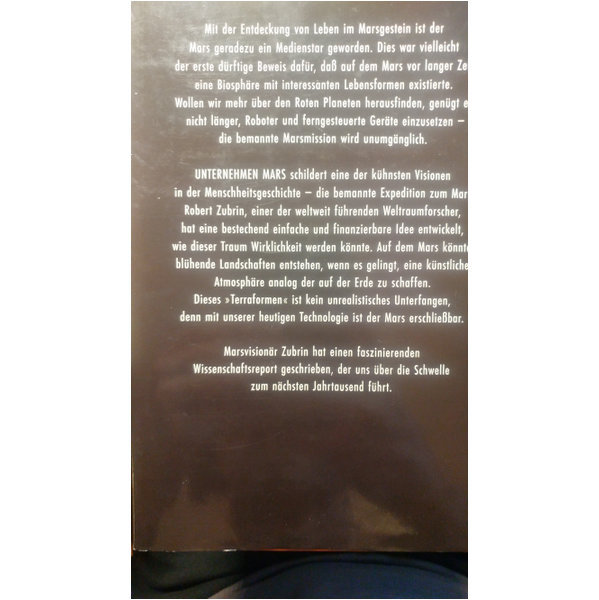 Mit der Entdeckung von Leben im Marsgestein ist der
Mars geradezu ein Medienstar geworden. Dies war vielleicht
der erste dürftige Beweis dafür, daß auf dem Mars vor langer Ze
eine Biosphäre mit interessanten Lebensformen existierte.
Wollen wir mehr über den Roten Planeten herausfinden, genügt e
nicht länger, Roboter und ferngesteuerte Geräte einzusetzen –
die bemannte Marsmission wird unumgänglich.
UNTERNEHMEN MARS schildert eine der kühnsten Visionen
in der Menschheitsgeschichte – die bemannte Expedition zum Mar
Robert Zubrin, einer der weltweit führenden Weltraumforscher,
hat eine bestechend einfache und finanzierbare Idee entwickelt,
wie dieser Traum Wirklichkeit werden könnte. Auf dem Mars könnte
blühende Landschaften entstehen, wenn es gelingt, eine künstliche
Atmosphäre analog der auf der Erde zu schaffen.
Dieses »Terraformen« ist kein unrealistisches Unterfangen,
denn mit unserer heutigen Technologie ist der Mars erschließbar.
Marsvisionär Zubrin hat einen faszinierenden
Wissenschaftsreport geschrieben, der uns über die Schwelle
zum nächsten Jahrtausend führt.